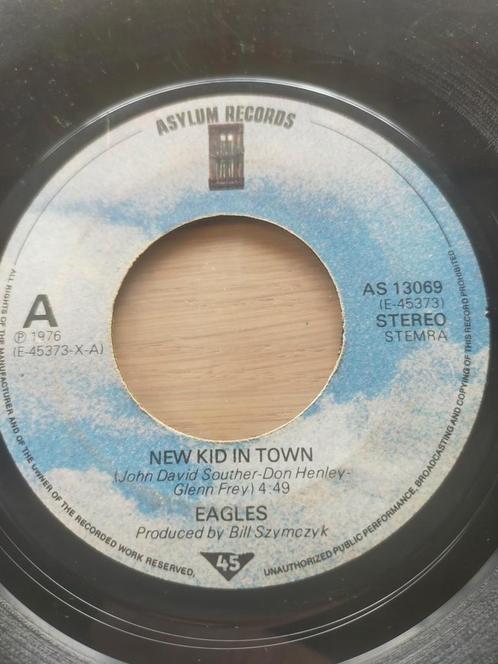 ASYLUM RECORDS
A
℗ 1976
(E-45373-X-A)
AS 13069
(E-45373)
STEREO
STEMRA
NEW KID IN TOWN
(John David Souther-Don Henley-
Glenn Frey) 4:49
EAGLES
Produced by Bill Szymczyk
45
ALL RIGHTS OF THE MANUFACTURER AND OF THE OWNER OF THE RECORDED WORK RESERVED, UNAUTHORIZED PUBLIC PERFORMANCE, BROADCASTING AND COPYING OF THIS RECORD PROHIBITED